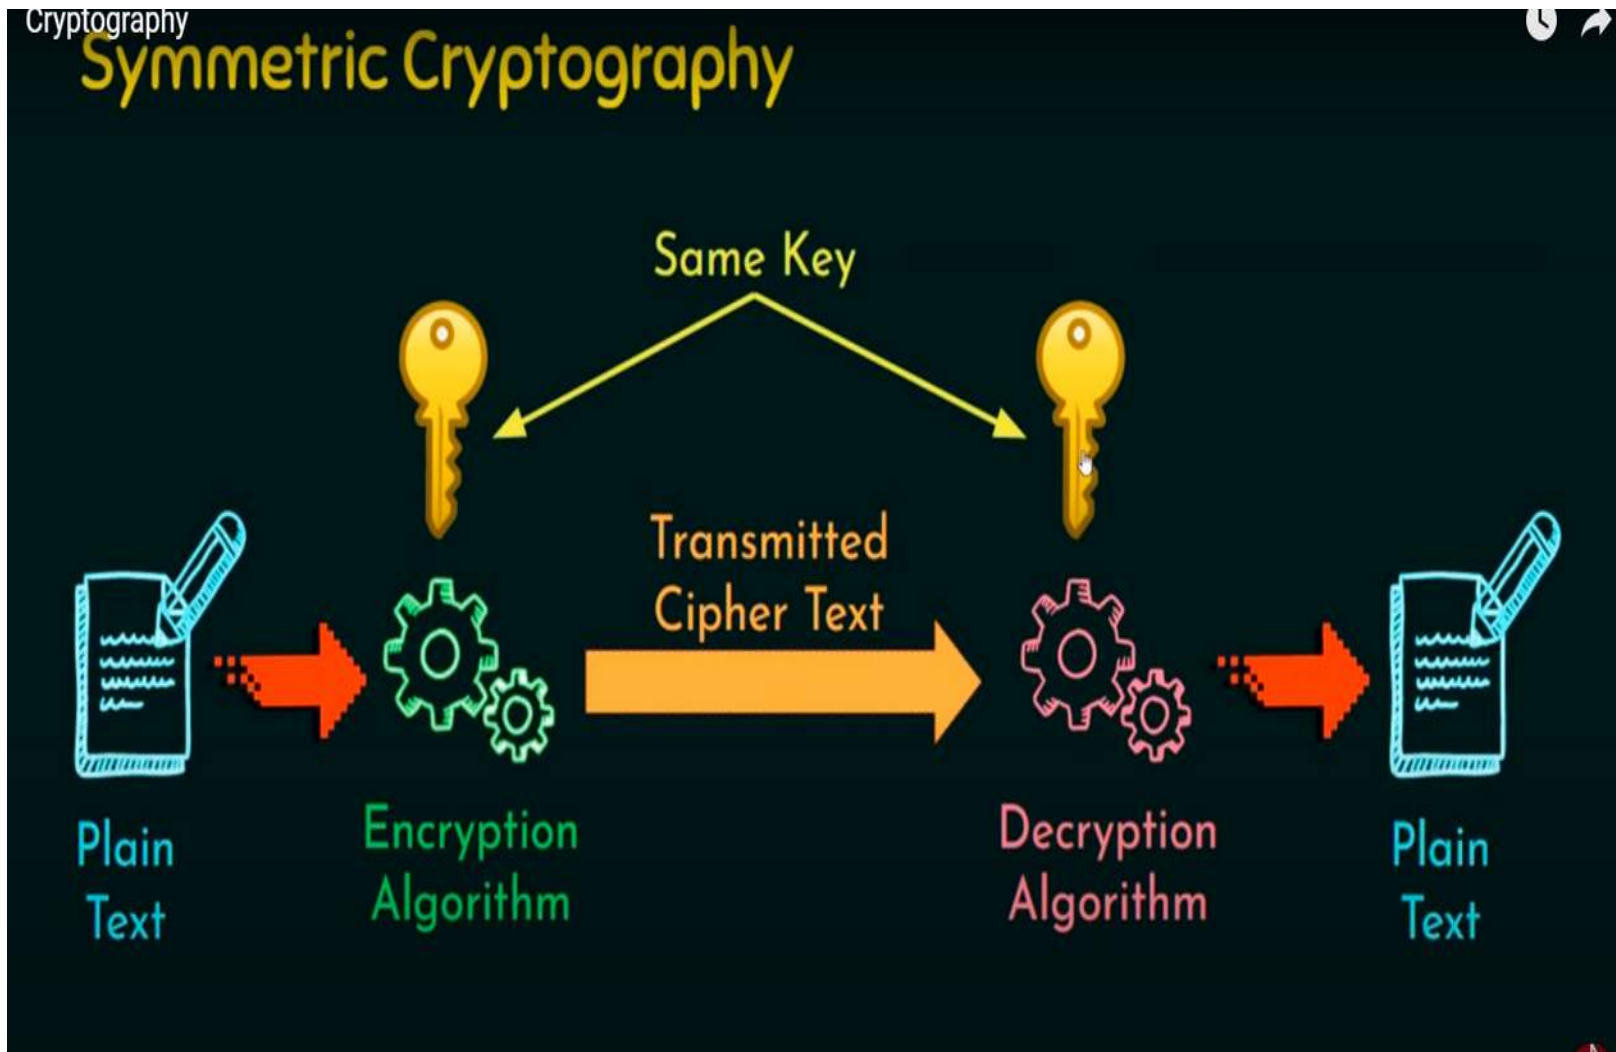 Cryptography
Symmetric Cryptography
Same Key
Transmitted
Cipher Text
Plain
Text
Encryption
Algorithm
Decryption
Algorithm
Plain
Text